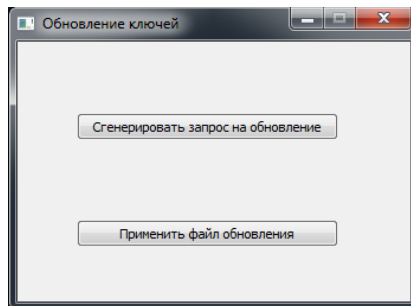 Обновление ключей
Сгенерировать запрос на обновление
Применить файл обновления